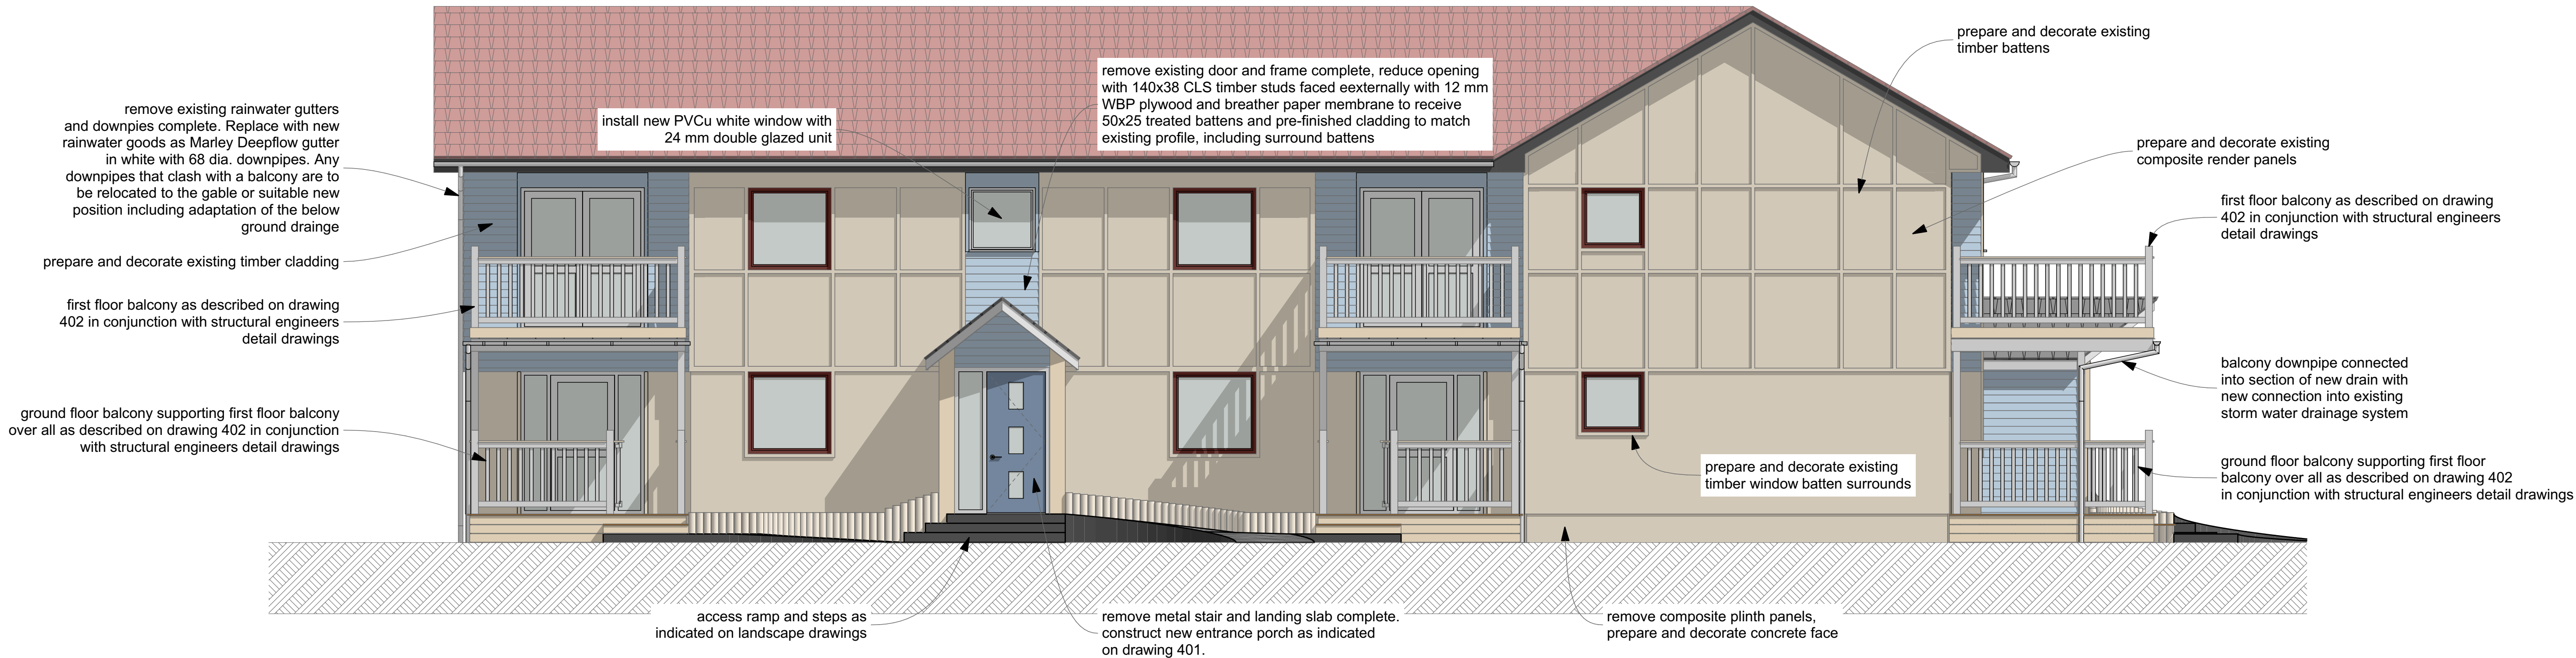 remove existing rainwater gutters
and downpies complete. Replace with new
rainwater goods as Marley Deepflow gutter
in white with 68 dia. downpipes. Any
downpipes that clash with a balcony are to
be relocated to the gable or suitable new
position including adaptation of the below
ground drainge
prepare and decorate existing timber cladding
first floor balcony as described on drawing
402 in conjunction with structural engineers
detail drawings
ground floor balcony supporting first floor balcony
over all as described on drawing 402 in conjunction
with structural engineers detail drawings
install new PVCu white window with
24 mm double glazed unit
remove existing door and frame complete, reduce opening
with 140x38 CLS timber studs faced eexternally with 12 mm
WBP plywood and breather paper membrane to receive
50x25 treated battens and pre-finished cladding to match
existing profile, including surround battens
prepare and decorate existing
timber battens
prepare and decorate existing
composite render panels
first floor balcony as described on drawing
402 in conjunction with structural engineers
detail drawings
balcony downpipe connected
into section of new drain with
new connection into existing
storm water drainage system
ground floor balcony supporting first floor
balcony over all as described on drawing 402
in conjunction with structural engineers detail drawings
prepare and decorate existing
timber window batten surrounds
access ramp and steps as
indicated on landscape drawings
remove metal stair and landing slab complete.
construct new entrance porch as indicated
on drawing 401.
remove composite plinth panels,
prepare and decorate concrete face